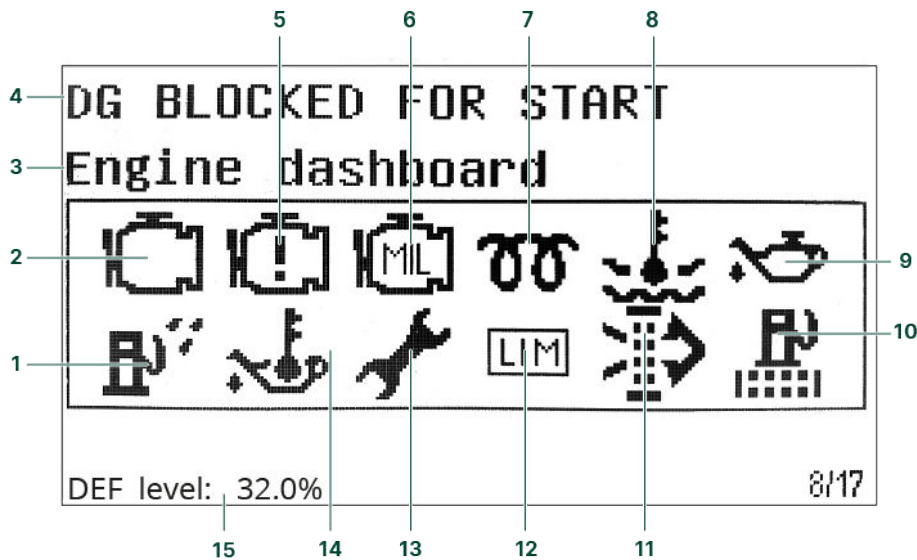 5 6 7 8
4 DG BLOCKED FOR START
3 Engine dashboard
2 MIL 9
1 LIM 10
DEF level: 32.0% 8/17
15 14 13 12 11